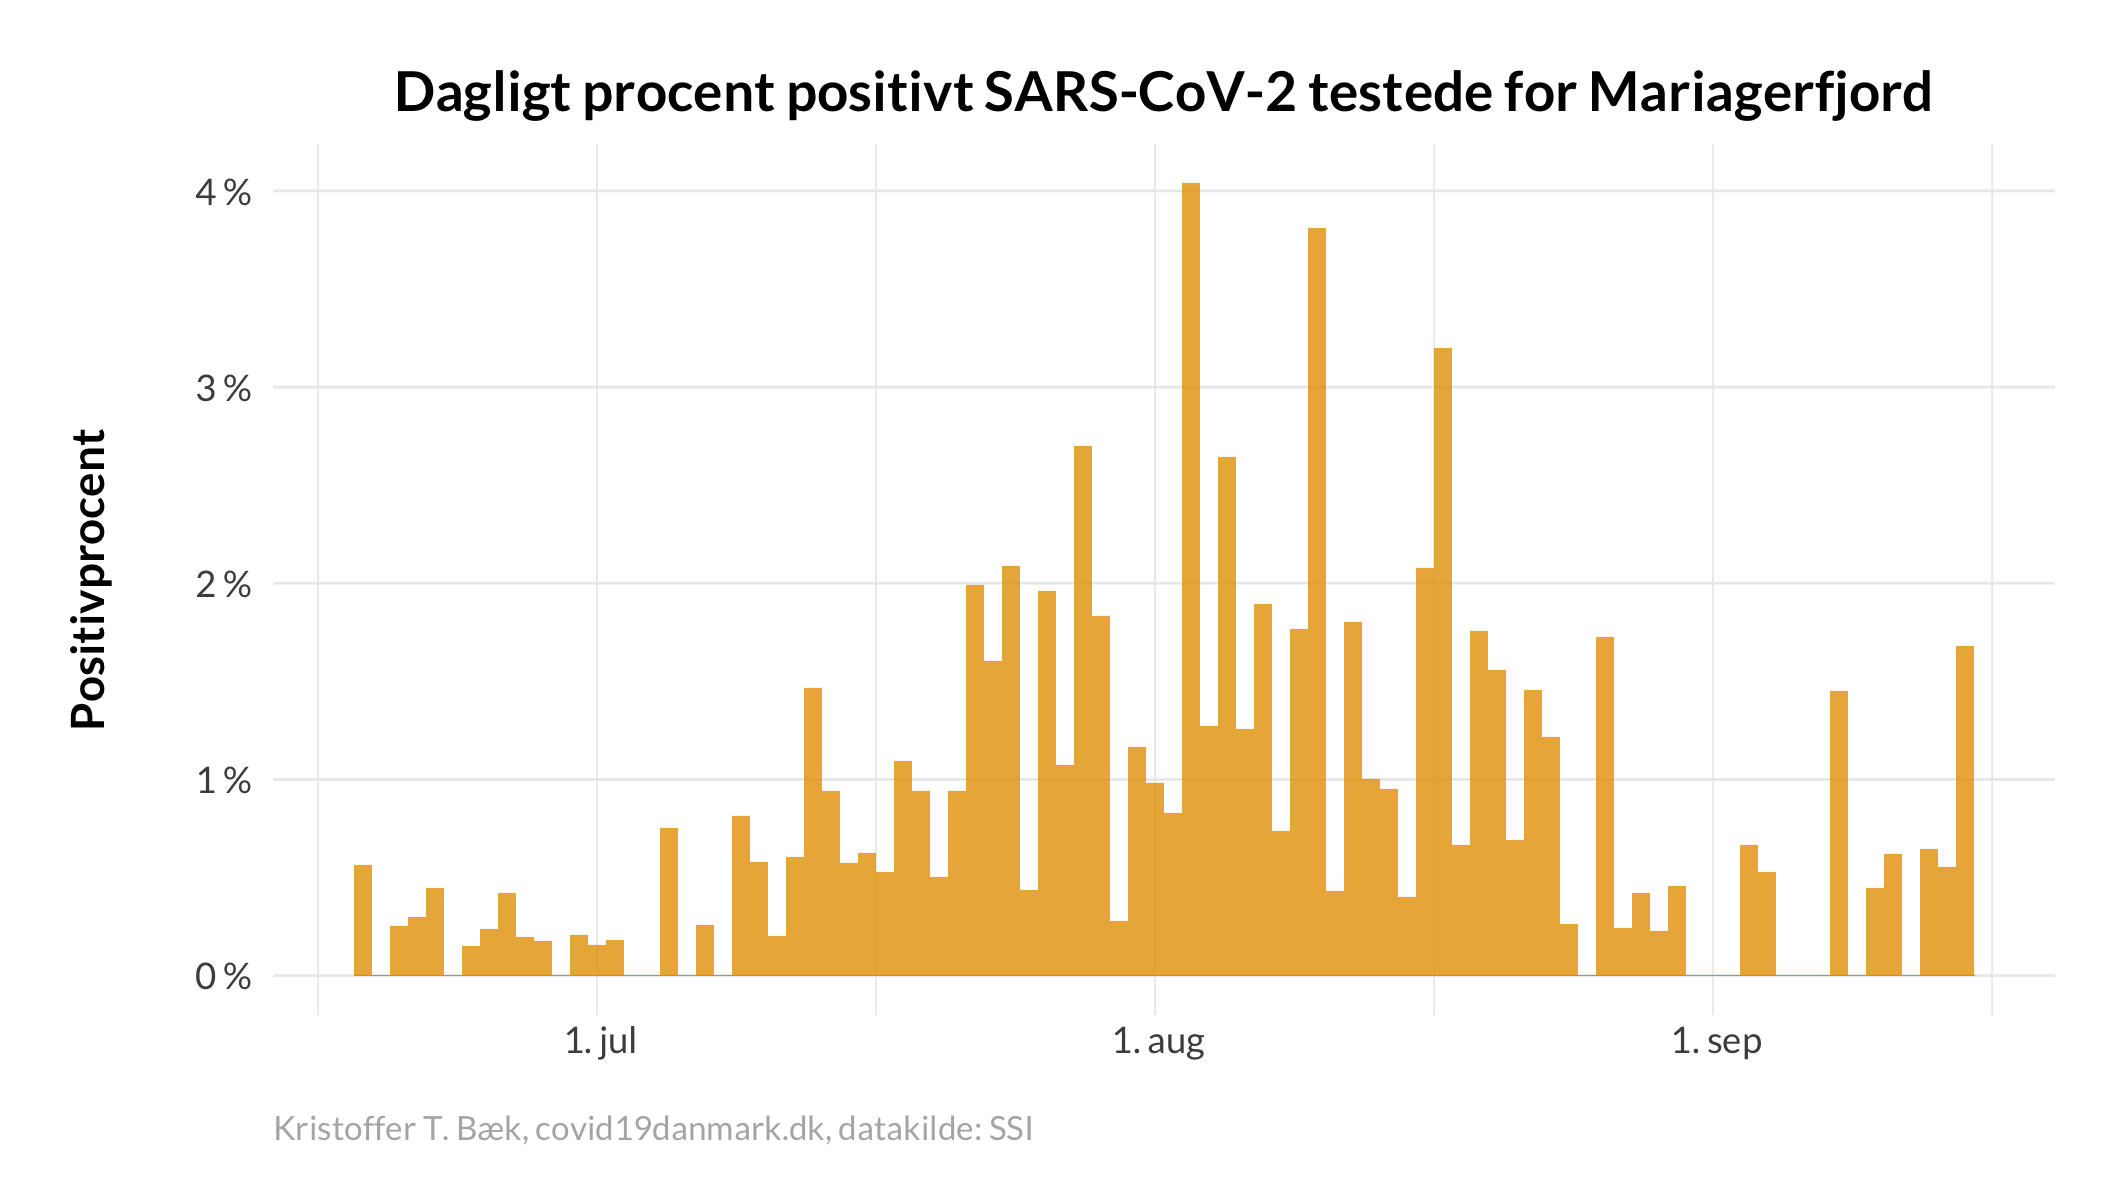 Dagligt procent positivt SARS-CoV-2 testede for Mariagerfjord
Positivprocent
4 %
3 %
2 %
1 %
0 %
1. jul
1. aug
1. sep
Kristoffer T. Bæk, covid19danmark.dk, datakilde: SSI